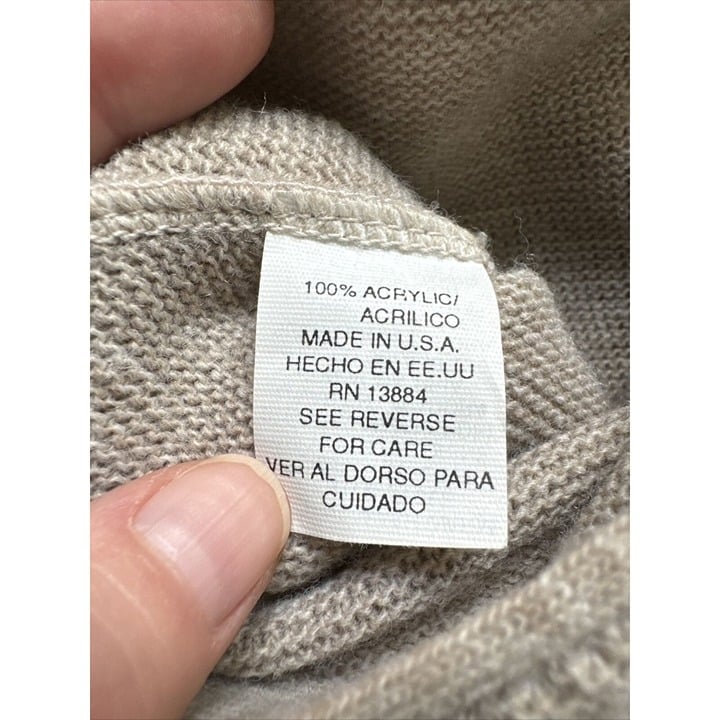 100% ACRYLIC/
ACRILICO
MADE IN U.S.A.
HECHO EN EE.UU
RN 13884
SEE REVERSE
FOR CARE
VER AL DORSO PARA
CUIDADO